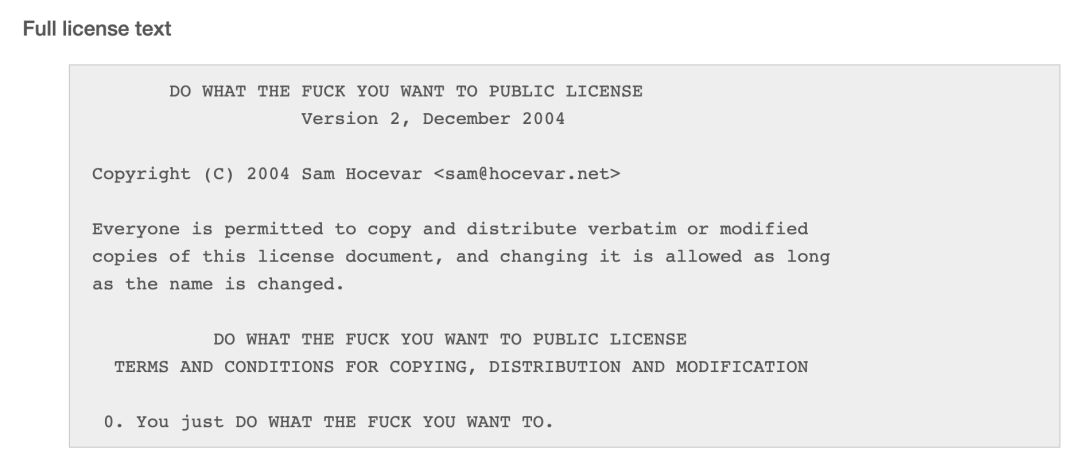 Full license text
DO WHAT THE FUCK YOU WANT TO PUBLIC LICENSE
Version 2, December 2004
Copyright (C) 2004 Sam Hocevar <sam@hocevar.net>
Everyone is permitted to copy and distribute verbatim or modified
copies of this license document, and changing it is allowed as long
as the name is changed.
DO WHAT THE FUCK YOU WANT TO PUBLIC LICENSE
TERMS AND CONDITIONS FOR COPYING, DISTRIBUTION AND MODIFICATION
0. You just DO WHAT THE FUCK YOU WANT TO.